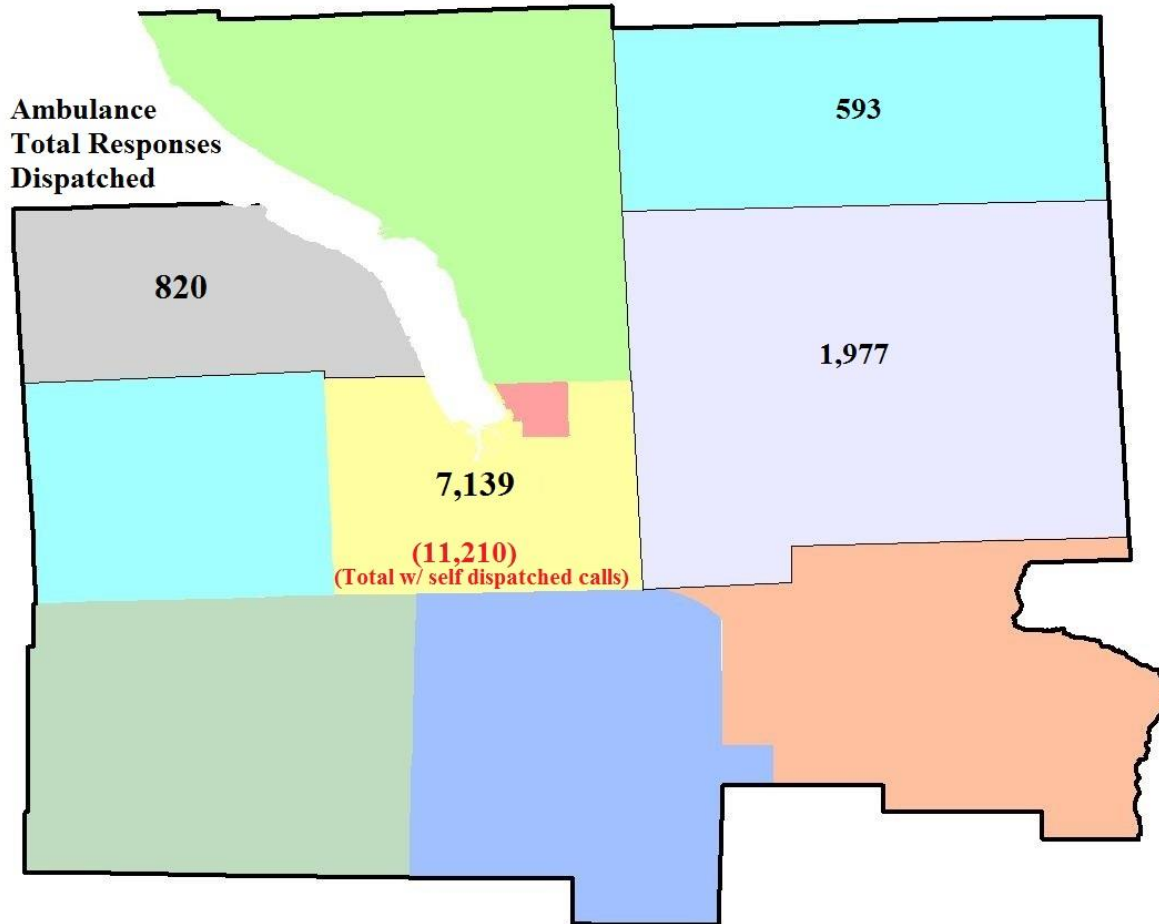 Ambulance
Total Responses
Dispatched
593
820
1,977
7,139
(11,210)
(Total w/ self dispatched calls)